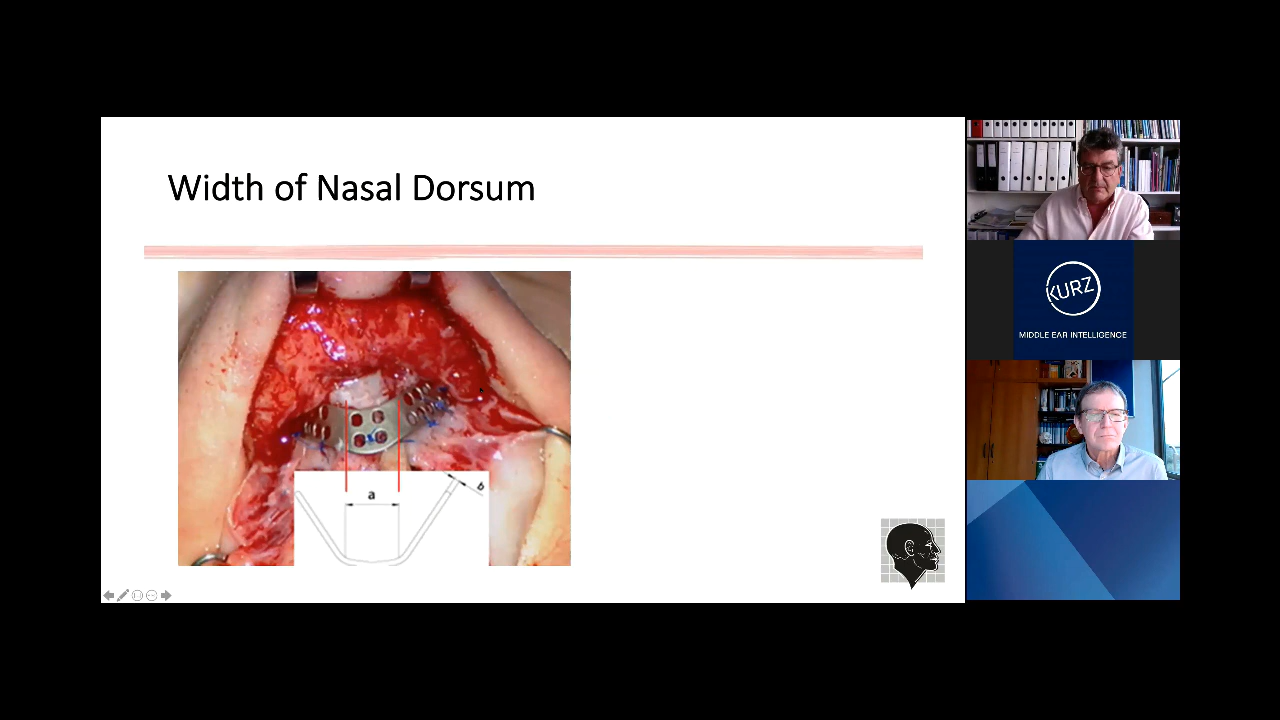 Width of Nasal Dorsum
a
b
KURZ
MIDDLE EAR INTELLIGENCE